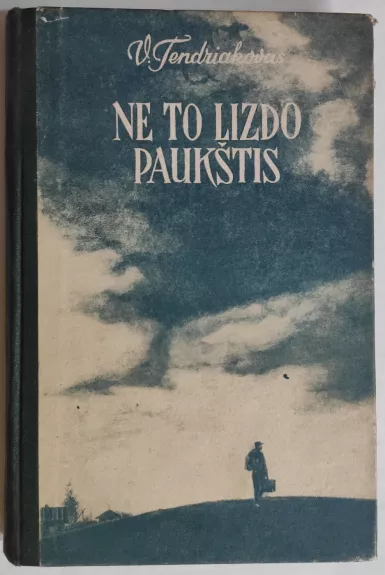 V. Tendriakovas
NE TO LIZDO
PAUKŠTIS